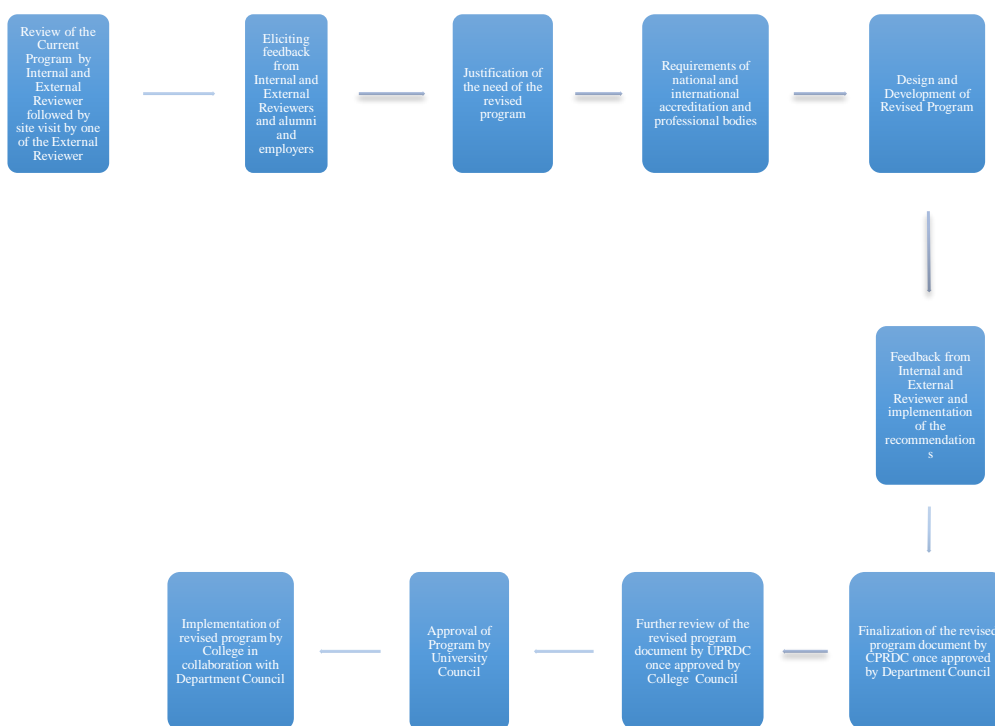 Review of the
Current
Program by
Internal and
External
Reviewer
followed by
site visit by one
of the External
Reviewer
Eliciting
feedback
from
Internal and
External
Reviewers
and alumni
and
employers
Justification of
the need of the
revised
program
Requirements of
national and
international
accreditation and
professional bodies
Design and
Development of
Revised Program
Feedback from
Internal and
External
Reviewer and
implementation
of the
recommendation
s
Finalization of the revised
program document by
CPRDC once approved
by Department Council
Further review of the
revised program
document by UPRDC
once approved by
College Council
Approval of
Program by
University
Council
Implementation of
revised program by
College in
collaboration with
Department Council